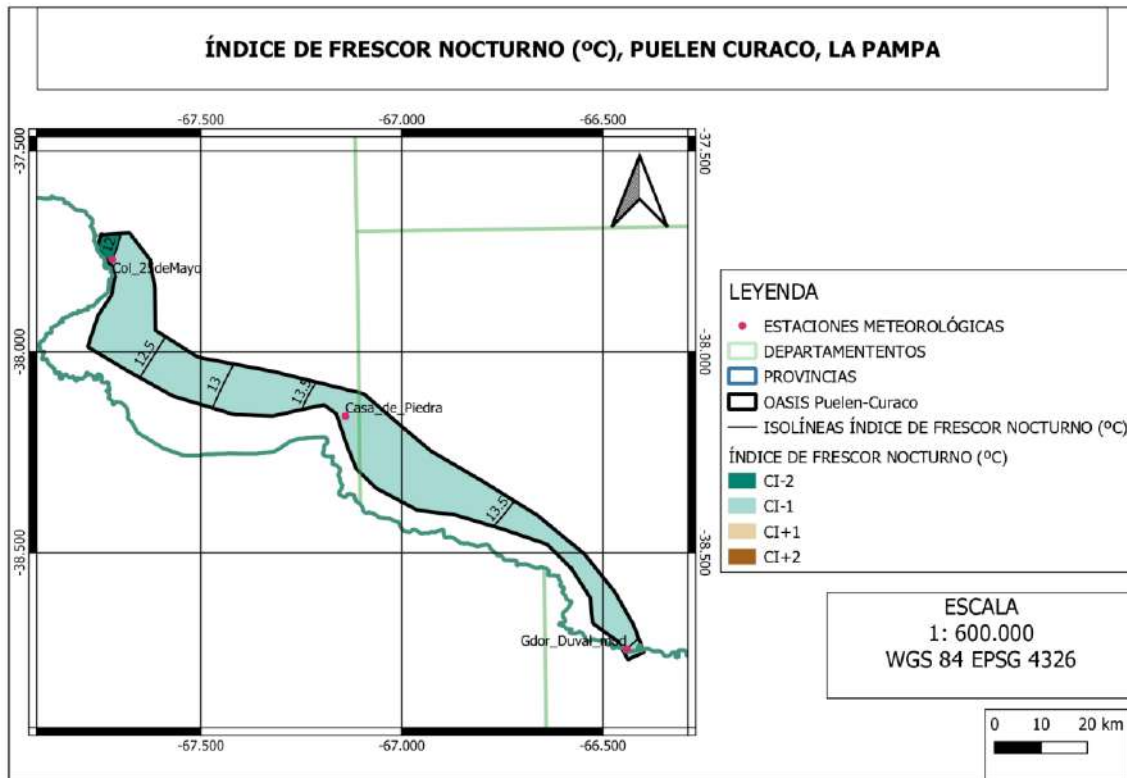 ÍNDICE DE FRESCOR NOCTURNO (ºC), PUELEN CURACO, LA PAMPA
-67.500 -67.000 -66.500
-37.500 -37.500
12
Col_25deMayo
LEYENDA
ESTACIONES METEOROLÓGICAS
DEPARTAMENTENTOS
PROVINCIAS
OASIS Puelen-Curaco
ISOLÍNEAS ÍNDICE DE FRESCOR NOCTURNO (ºC)
ÍNDICE DE FRESCOR NOCTURNO (ºC)
CI-2
CI-1
CI+1
CI+2
-38.000 -38.000
12.5
13
13.5
Casa_de_Piedra
13.5
-38.500 -38.500
Gdor_Duval_mod
ESCALA
1: 600.000
WGS 84 EPSG 4326
-67.500 -67.000 -66.500
0 10 20 km